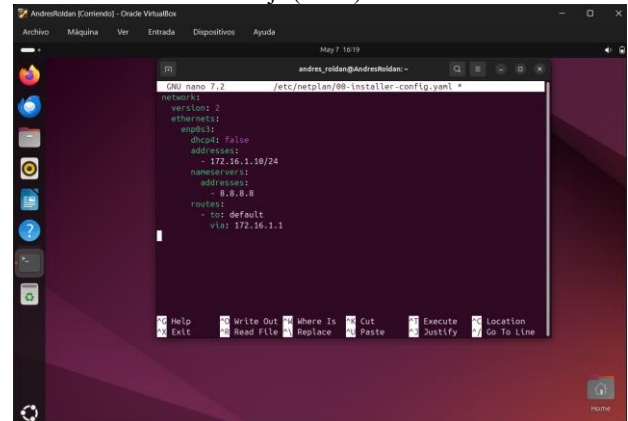 AndresRoldan [Corriendo] - Oracle VirtualBox
Archivo Máquina Ver Entrada Dispositivos Ayuda
May 7 16:19
andres_roldan@AndresRoldan: ~
GNU nano 7.2 /etc/netplan/00-installer-config.yaml *
network:
version: 2
ethernets:
enp0s3:
dhcp4: false
addresses:
- 172.16.1.10/24
nameservers:
addresses:
- 8.8.8.8
routes:
- to: default
via: 172.16.1.1
^G Help ^O Write Out ^W Where Is ^K Cut ^T Execute ^C Location
^X Exit ^R Read File ^\ Replace ^U Paste ^J Justify ^/ Go To Line
Home